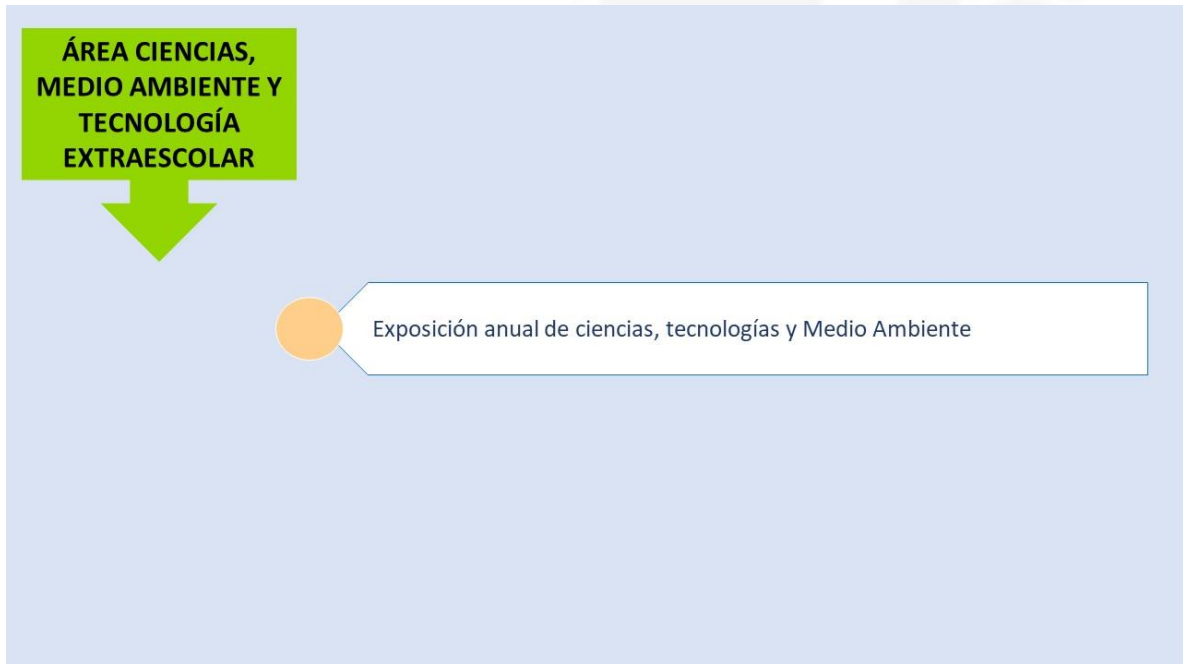 ÁREA CIENCIAS,
MEDIO AMBIENTE Y
TECNOLOGÍA
EXTRAESCOLAR
Exposición anual de ciencias, tecnologías y Medio Ambiente